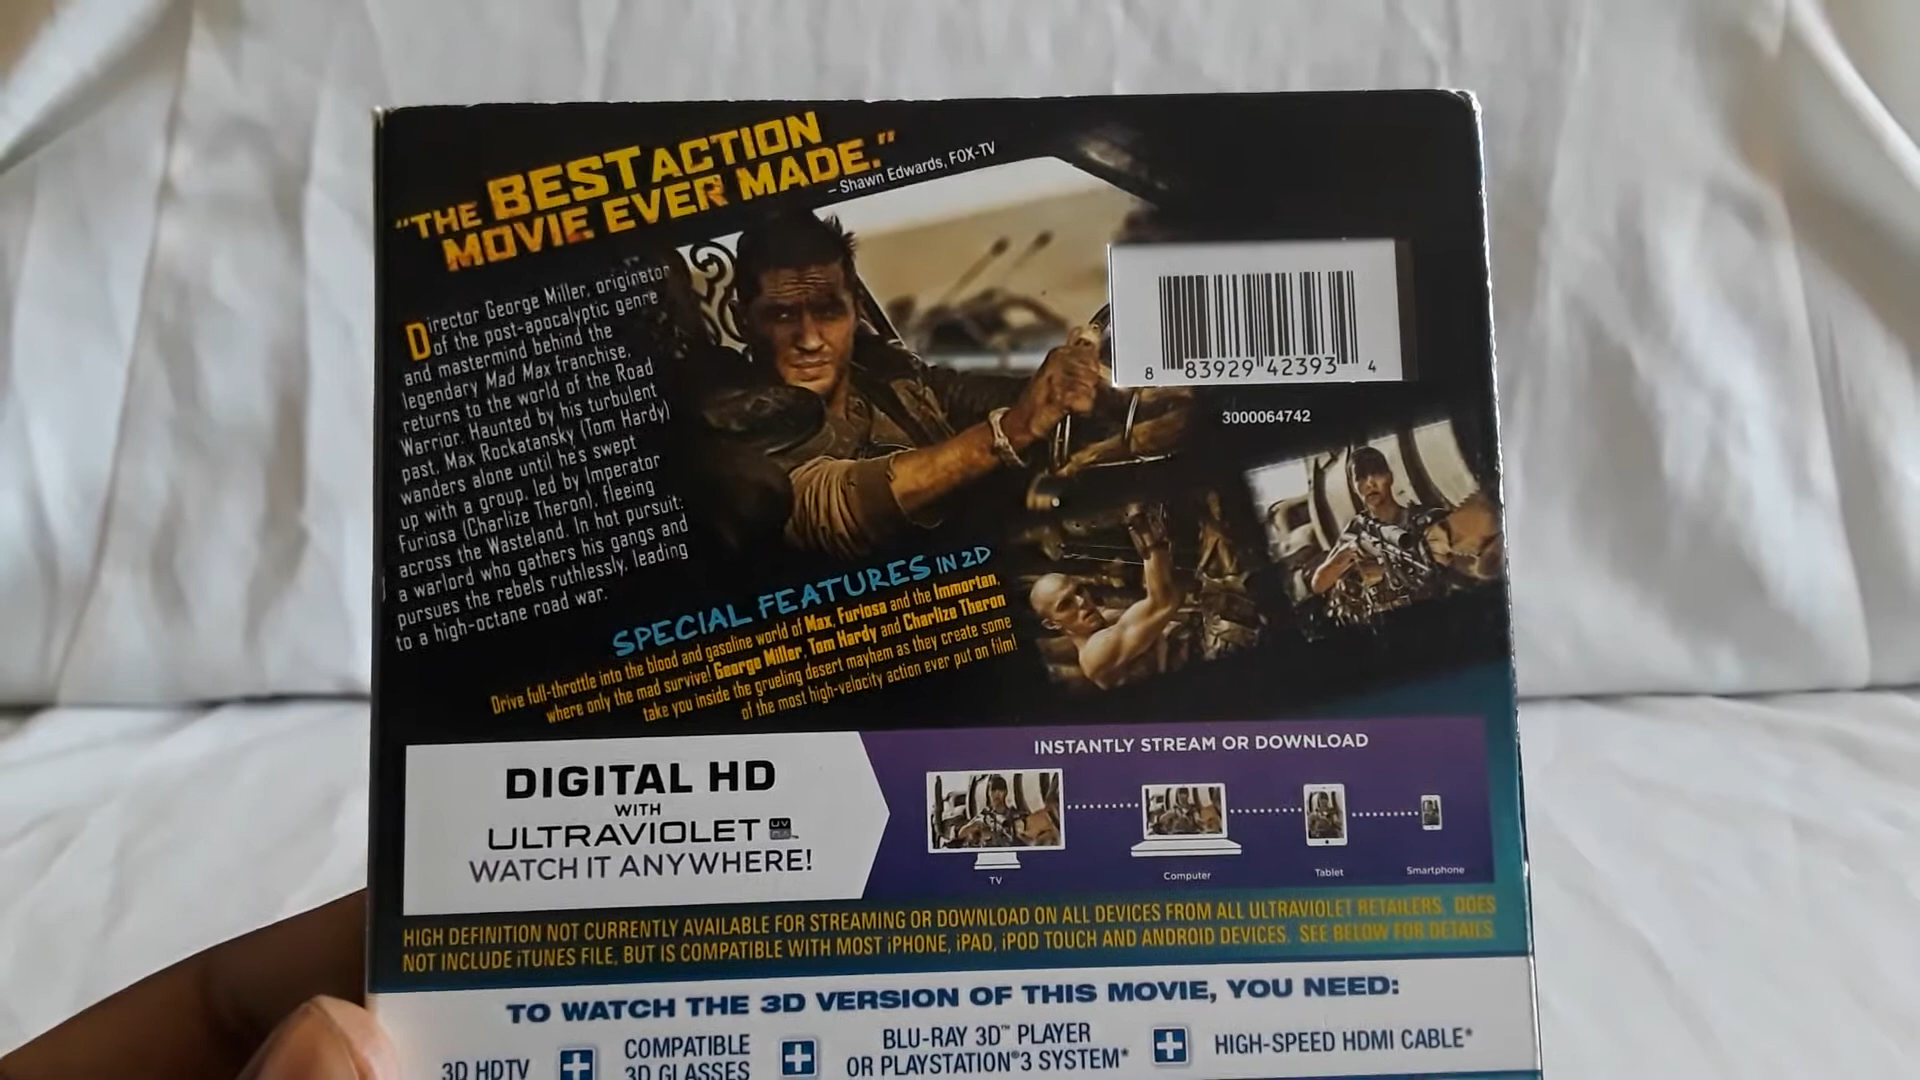 “THE BEST ACTION
MOVIE EVER MADE.”
– Shawn Edwards, FOX-TV
Director George Miller, originator
of the post-apocalyptic genre
and mastermind behind the
legendary Mad Max franchise,
returns to the world of the Road
Warrior. Haunted by his turbulent
past, Max Rockatansky (Tom Hardy)
wanders alone until he's swept
up with a group, led by Imperator
Furiosa (Charlize Theron), fleeing
across the Wasteland. In hot pursuit:
a warlord who gathers his gangs and
pursues the rebels ruthlessly, leading
to a high-octane road war.
8 83929 42393 4
3000064742
SPECIAL FEATURES IN 2D
Drive full-throttle into the blood and gasoline world of Max, Furiosa and the Immortan,
where only the mad survive! George Miller, Tom Hardy and Charlize Theron
take you inside the grueling desert mayhem as they create some
of the most high-velocity action ever put on film!
DIGITAL HD
WITH
ULTRAVIOLET UV
WATCH IT ANYWHERE!
INSTANTLY STREAM OR DOWNLOAD
TV
Computer
Tablet
Smartphone
HIGH DEFINITION NOT CURRENTLY AVAILABLE FOR STREAMING OR DOWNLOAD ON ALL DEVICES FROM ALL ULTRAVIOLET RETAILERS. DOES
NOT INCLUDE iTUNES FILE, BUT IS COMPATIBLE WITH MOST iPHONE, iPAD, iPOD TOUCH AND ANDROID DEVICES. SEE BELOW FOR DETAILS
TO WATCH THE 3D VERSION OF THIS MOVIE, YOU NEED:
3D HDTV
COMPATIBLE
3D GLASSES
BLU-RAY 3D™ PLAYER
OR PLAYSTATION®3 SYSTEM*
HIGH-SPEED HDMI CABLE*